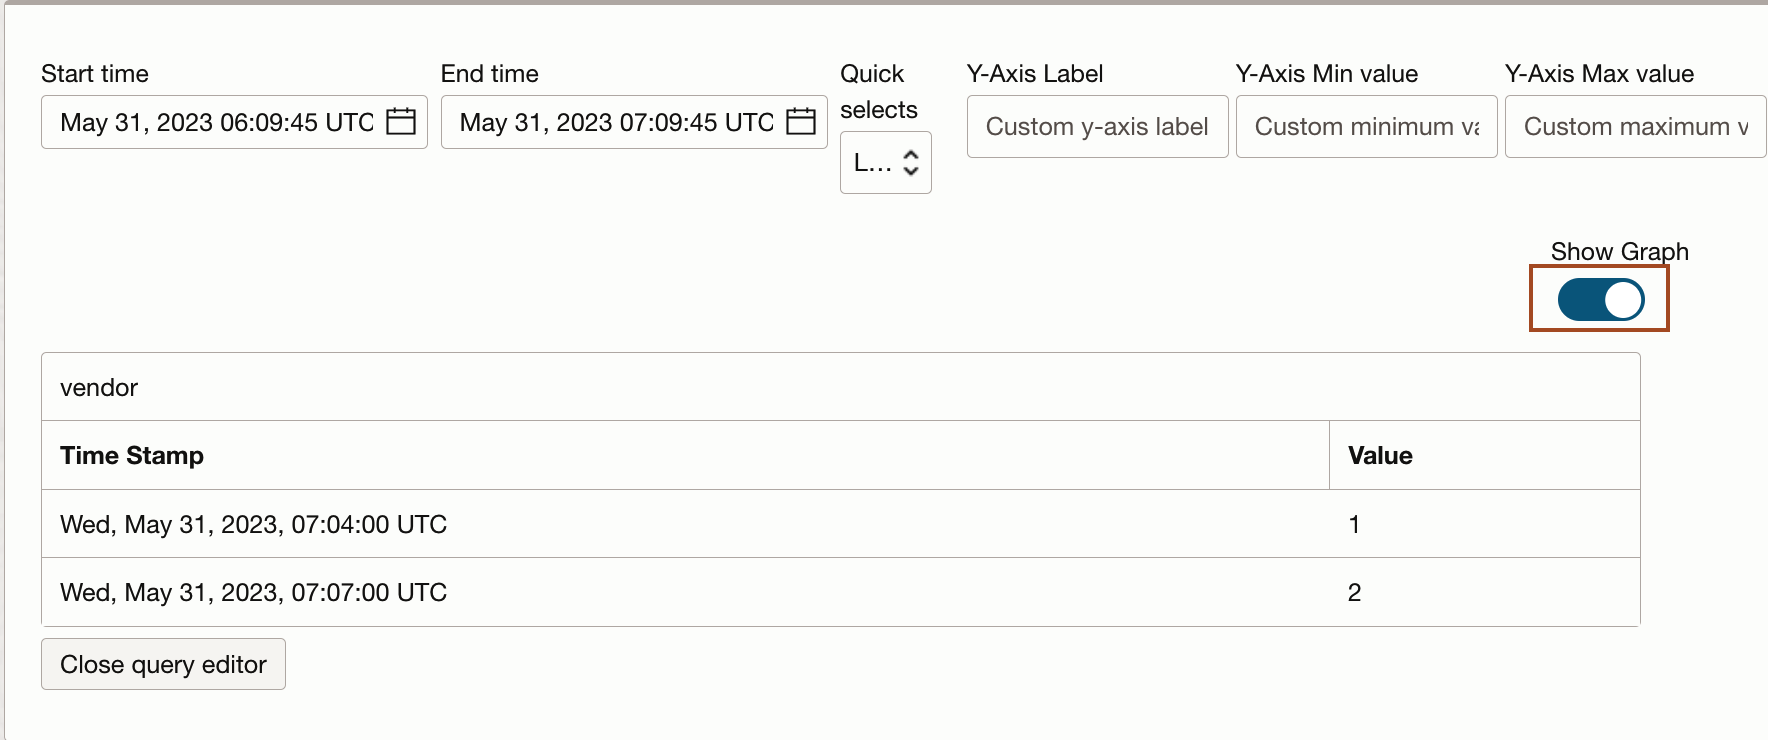 Start time
End time
Quick selects
Y-Axis Label
Y-Axis Min value
Y-Axis Max value
May 31, 2023 06:09:45 UTC
May 31, 2023 07:09:45 UTC
L...
Custom y-axis label
Custom minimum va
Custom maximum v
Show Graph
vendor
Time Stamp
Value
Wed, May 31, 2023, 07:04:00 UTC
1
Wed, May 31, 2023, 07:07:00 UTC
2
Close query editor